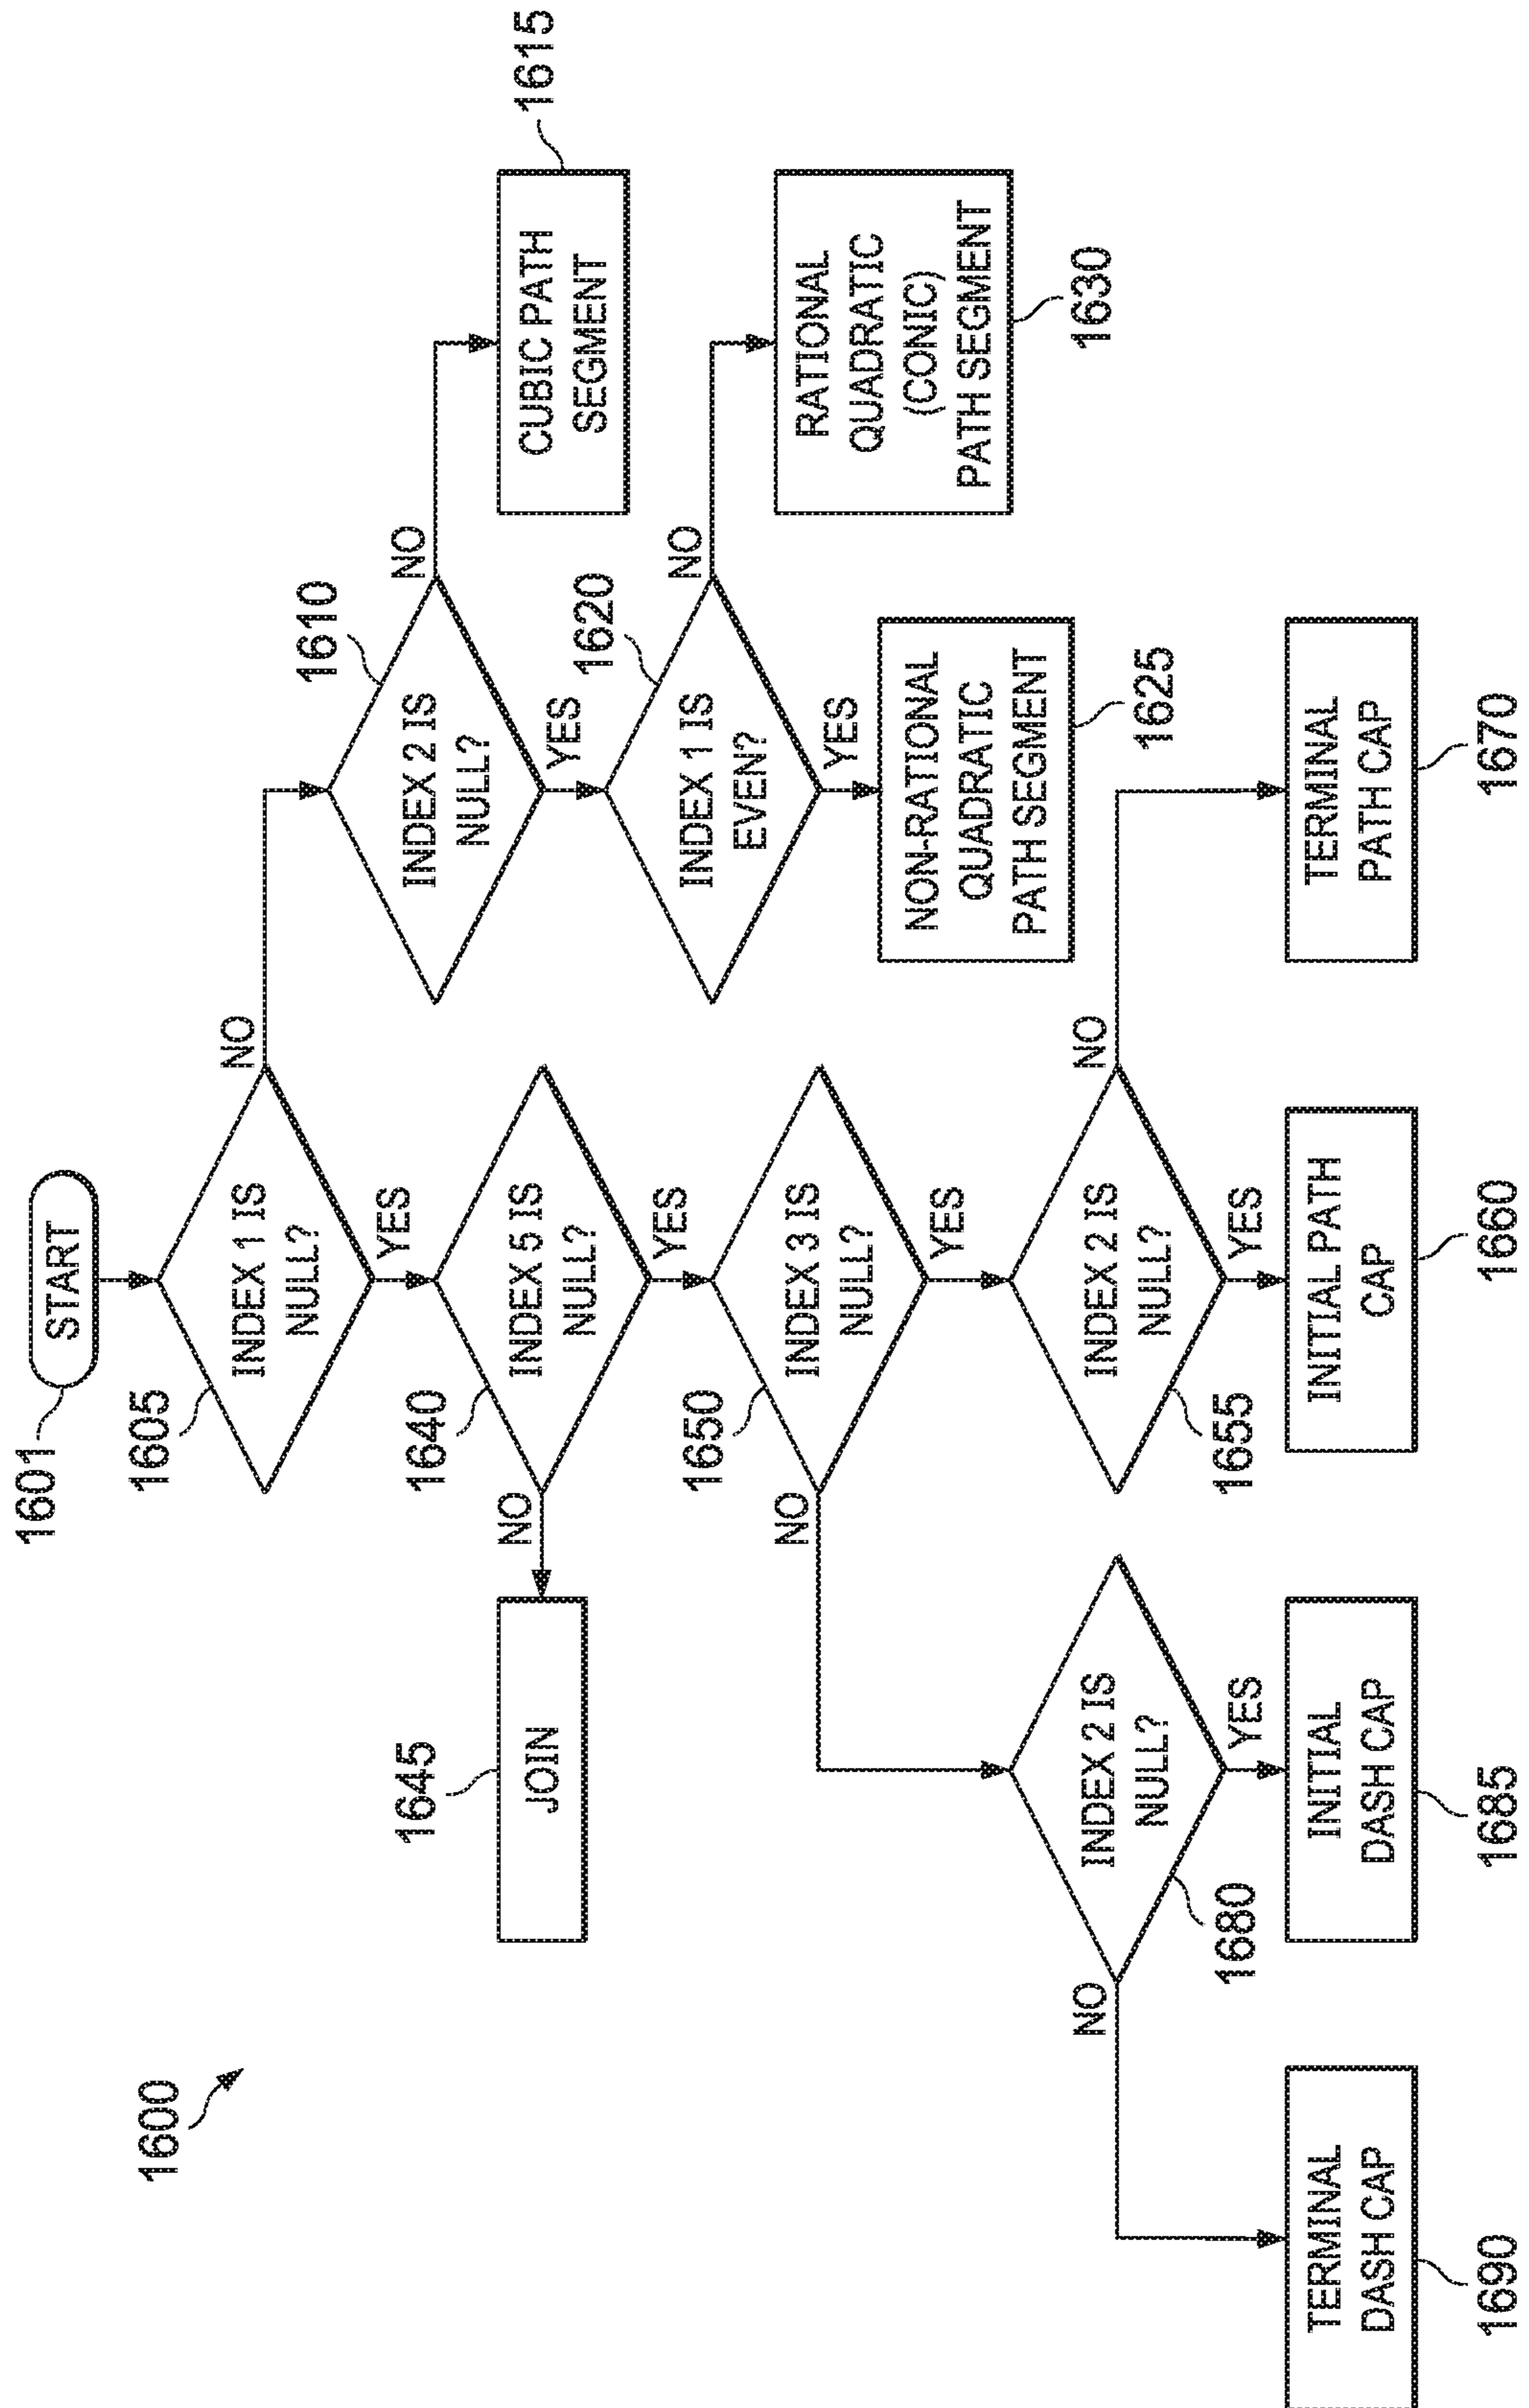 1600
1601
START
1605
INDEX 1 IS
NULL?
NO
YES
1610
INDEX 2 IS
NULL?
NO
YES
1615
CUBIC PATH
SEGMENT
1620
INDEX 1 IS
EVEN?
NO
YES
RATIONAL
QUADRATIC
(CONIC)
PATH SEGMENT
1630
NON-RATIONAL
QUADRATIC
PATH SEGMENT
1625
1640
INDEX 5 IS
NULL?
NO
YES
1645
JOIN
1650
INDEX 3 IS
NULL?
NO
YES
INDEX 2 IS
NULL?
1655
NO
YES
INITIAL PATH
CAP
1660
TERMINAL
PATH CAP
1670
INDEX 2 IS
NULL?
1680
NO
YES
INITIAL
DASH CAP
1685
TERMINAL
DASH CAP
1690